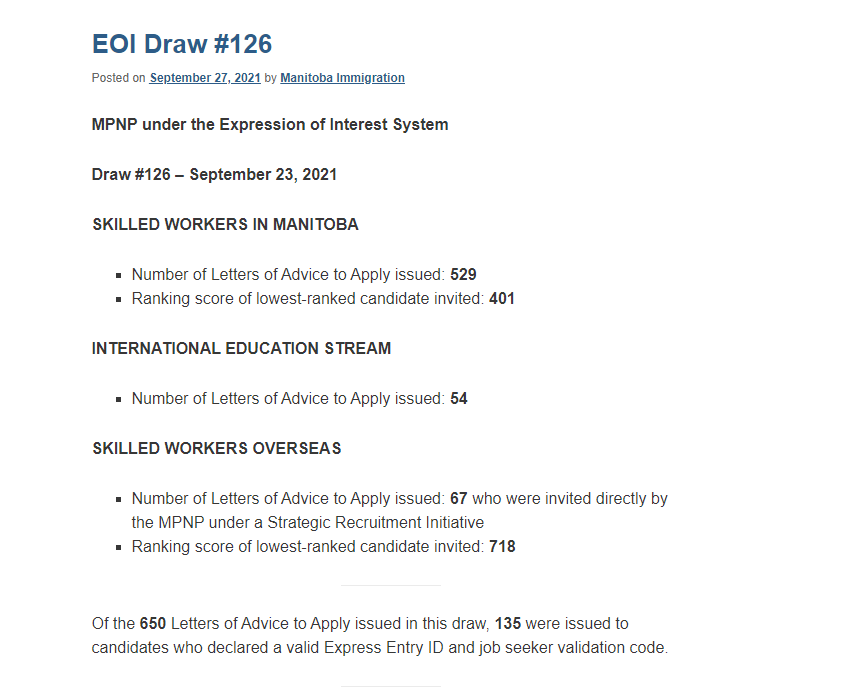 EOI Draw #126
Posted on September 27, 2021 by Manitoba Immigration
MPNP under the Expression of Interest System
Draw #126 – September 23, 2021
SKILLED WORKERS IN MANITOBA
▪ Number of Letters of Advice to Apply issued: 529
▪ Ranking score of lowest-ranked candidate invited: 401
INTERNATIONAL EDUCATION STREAM
▪ Number of Letters of Advice to Apply issued: 54
SKILLED WORKERS OVERSEAS
▪ Number of Letters of Advice to Apply issued: 67 who were invited directly by
the MPNP under a Strategic Recruitment Initiative
▪ Ranking score of lowest-ranked candidate invited: 718
Of the 650 Letters of Advice to Apply issued in this draw, 135 were issued to
candidates who declared a valid Express Entry ID and job seeker validation code.